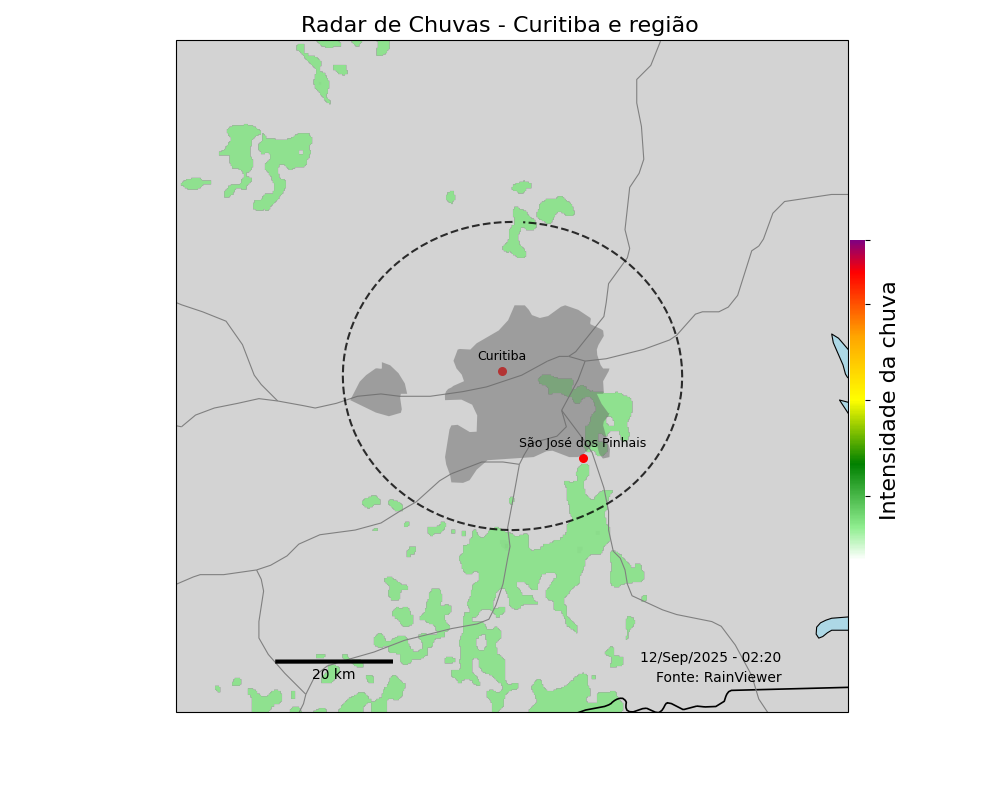 Radar de Chuvas - Curitiba e região
Curitiba
São José dos Pinhais
Intensidade da chuva
12/Sep/2025 - 02:20
Fonte: RainViewer
20 km